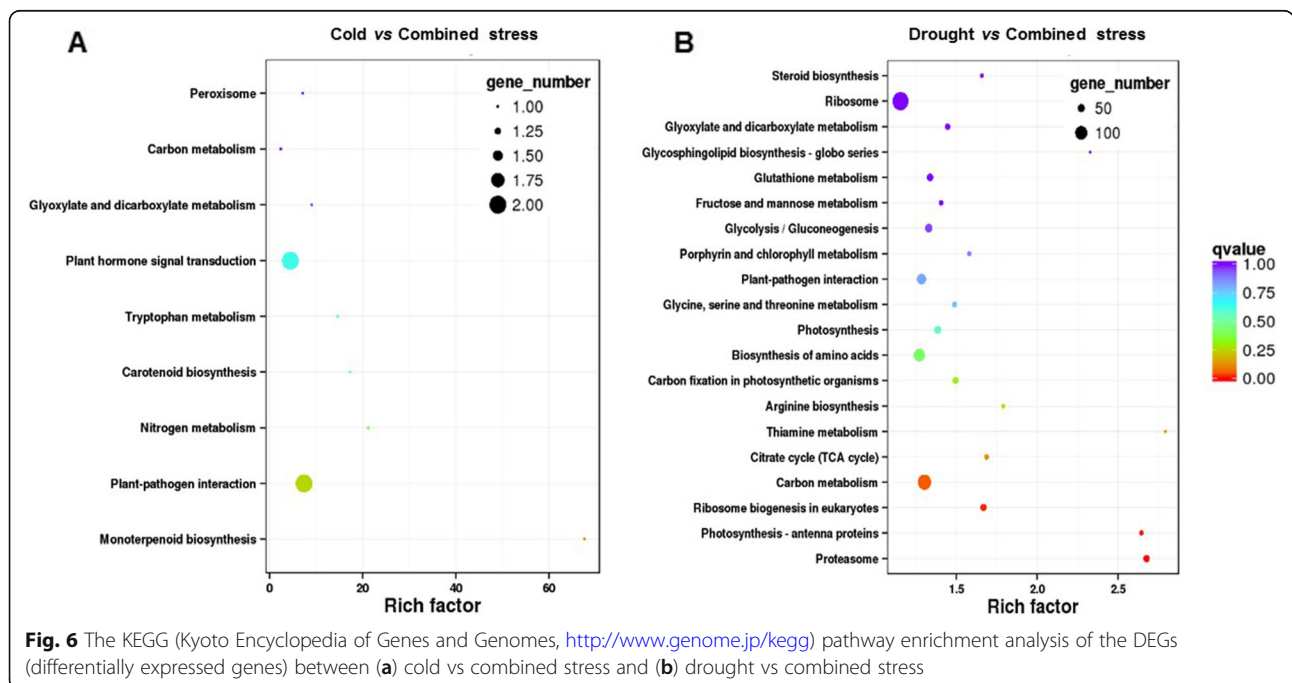 A
Cold vs Combined stress
Peroxisome
Carbon metabolism
Glyoxylate and dicarboxylate metabolism
Plant hormone signal transduction
Tryptophan metabolism
Carotenoid biosynthesis
Nitrogen metabolism
Plant-pathogen interaction
Monoterpenoid biosynthesis
gene_number
1.00
1.25
1.50
1.75
2.00
0
20
40
60
Rich factor
B
Drought vs Combined stress
Steroid biosynthesis
Ribosome
Glyoxylate and dicarboxylate metabolism
Glycosphingolipid biosynthesis - globo series
Glutathione metabolism
Fructose and mannose metabolism
Glycolysis / Gluconeogenesis
Porphyrin and chlorophyll metabolism
Plant-pathogen interaction
Glycine, serine and threonine metabolism
Photosynthesis
Biosynthesis of amino acids
Carbon fixation in photosynthetic organisms
Arginine biosynthesis
Thiamine metabolism
Citrate cycle (TCA cycle)
Carbon metabolism
Ribosome biogenesis in eukaryotes
Photosynthesis - antenna proteins
Proteasome
gene_number
50
100
1.5
2.0
2.5
Rich factor
qvalue
1.00
0.75
0.50
0.25
0.00
Fig. 6 The KEGG (Kyoto Encyclopedia of Genes and Genomes, http://www.genome.jp/kegg) pathway enrichment analysis of the DEGs
(differentially expressed genes) between (a) cold vs combined stress and (b) drought vs combined stress